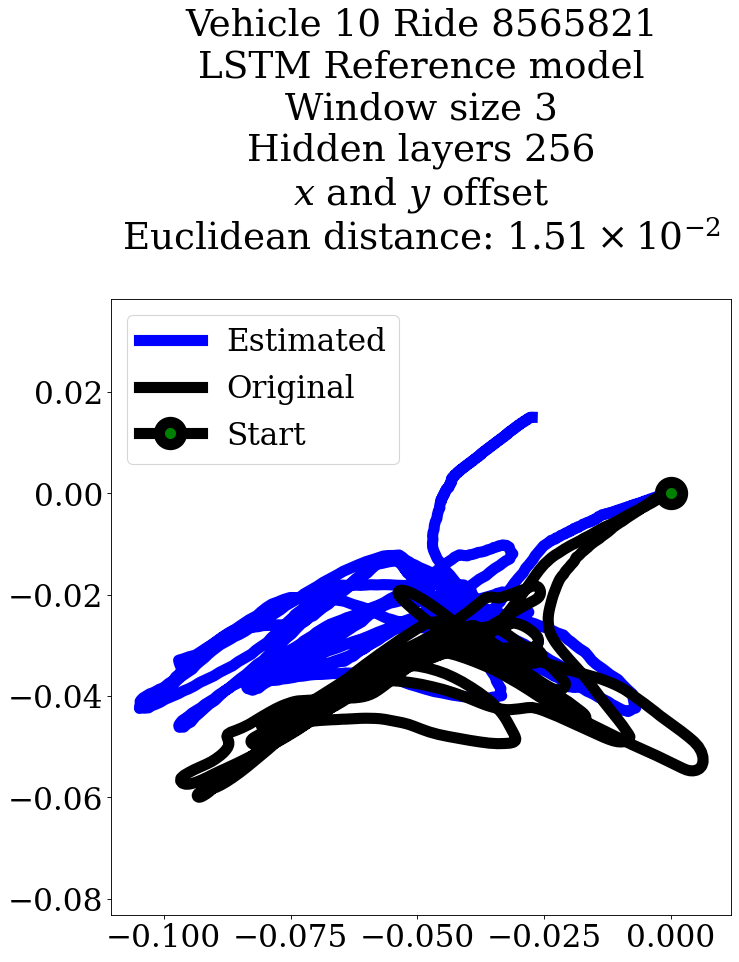 Vehicle 10 Ride 8565821
LSTM Reference model
Window size 3
Hidden layers 256
x and y offset
Euclidean distance: 1.51 × 10⁻²
Estimated
Original
Start
0.02
0.00
−0.02
−0.04
−0.06
−0.08
−0.100 −0.075 −0.050 −0.025 0.000